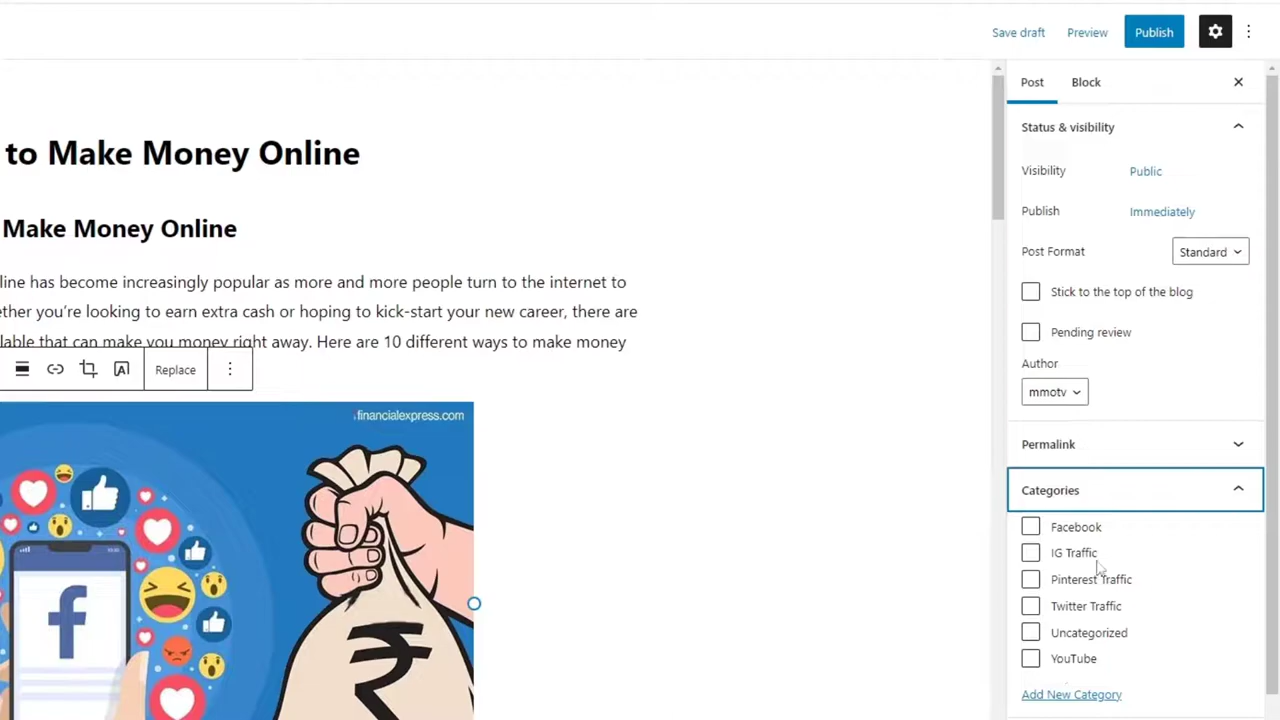 Save draft
Preview
Publish
Post
Block
Status & visibility
Visibility
Public
Publish
Immediately
Post Format
Standard
Stick to the top of the blog
Pending review
Author
mmotv
Permalink
Categories
Facebook
IG Traffic
Pinterest Traffic
Twitter Traffic
Uncategorized
YouTube
Add New Category
to Make Money Online
Make Money Online
line has become increasingly popular as more and more people turn to the internet to
ether you’re looking to earn extra cash or hoping to kick-start your new career, there are
lable that can make you money right away. Here are 10 different ways to make money
A
Replace
financialexpress.com
f
₹